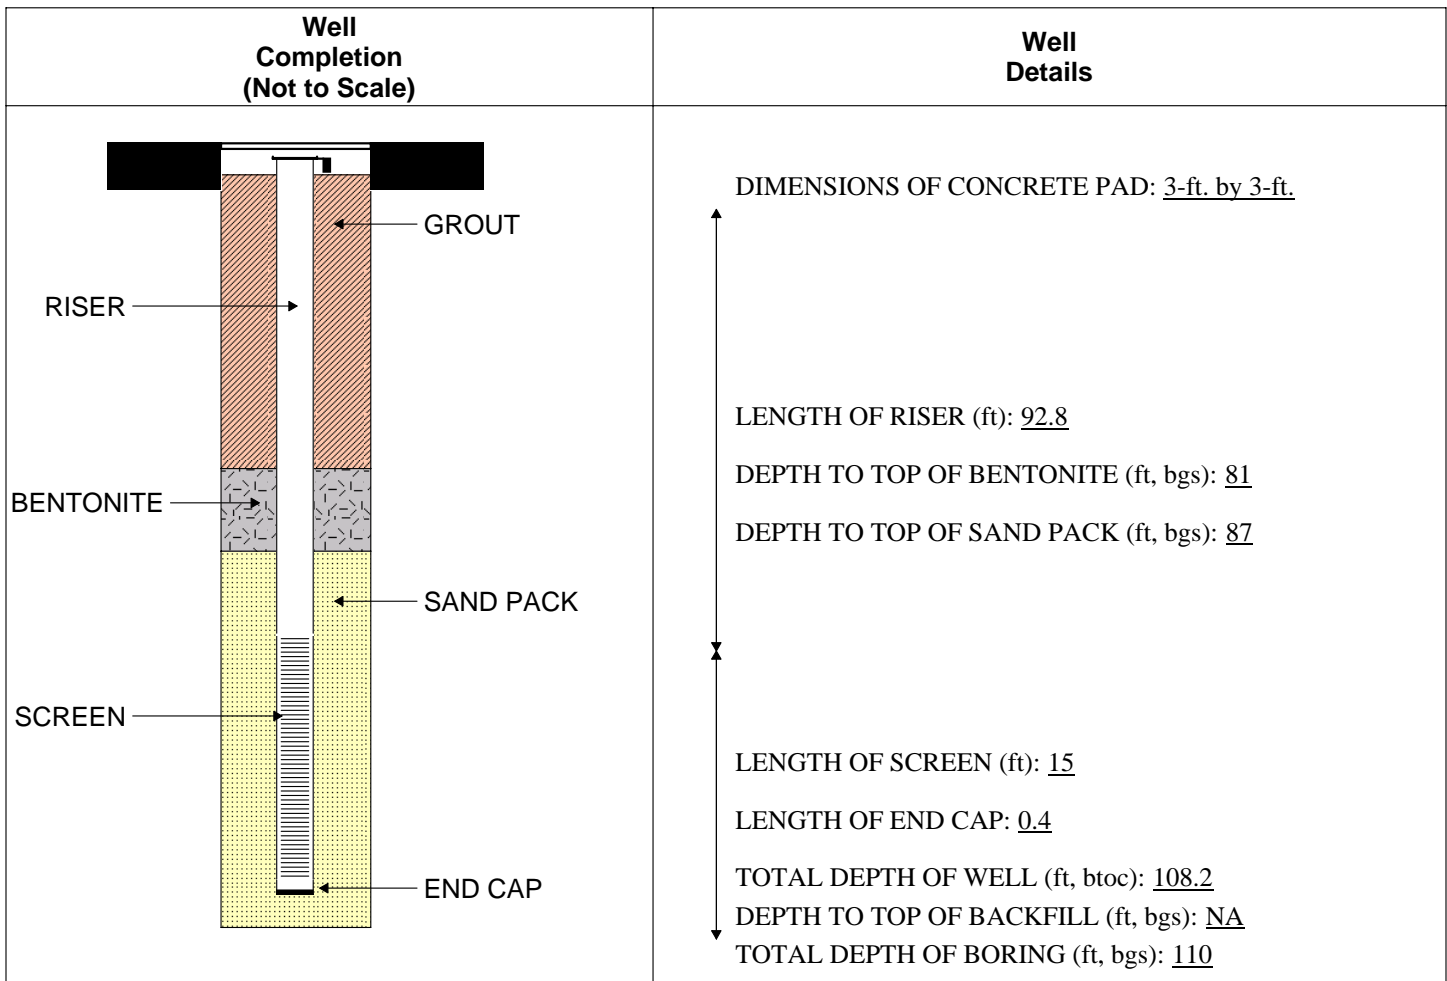 Well
Completion
(Not to Scale)
Well
Details
GROUT
RISER
BENTONITE
SAND PACK
SCREEN
END CAP
DIMENSIONS OF CONCRETE PAD: 3-ft. by 3-ft.
LENGTH OF RISER (ft): 92.8
DEPTH TO TOP OF BENTONITE (ft, bgs): 81
DEPTH TO TOP OF SAND PACK (ft, bgs): 87
LENGTH OF SCREEN (ft): 15
LENGTH OF END CAP: 0.4
TOTAL DEPTH OF WELL (ft, btoc): 108.2
DEPTH TO TOP OF BACKFILL (ft, bgs): NA
TOTAL DEPTH OF BORING (ft, bgs): 110